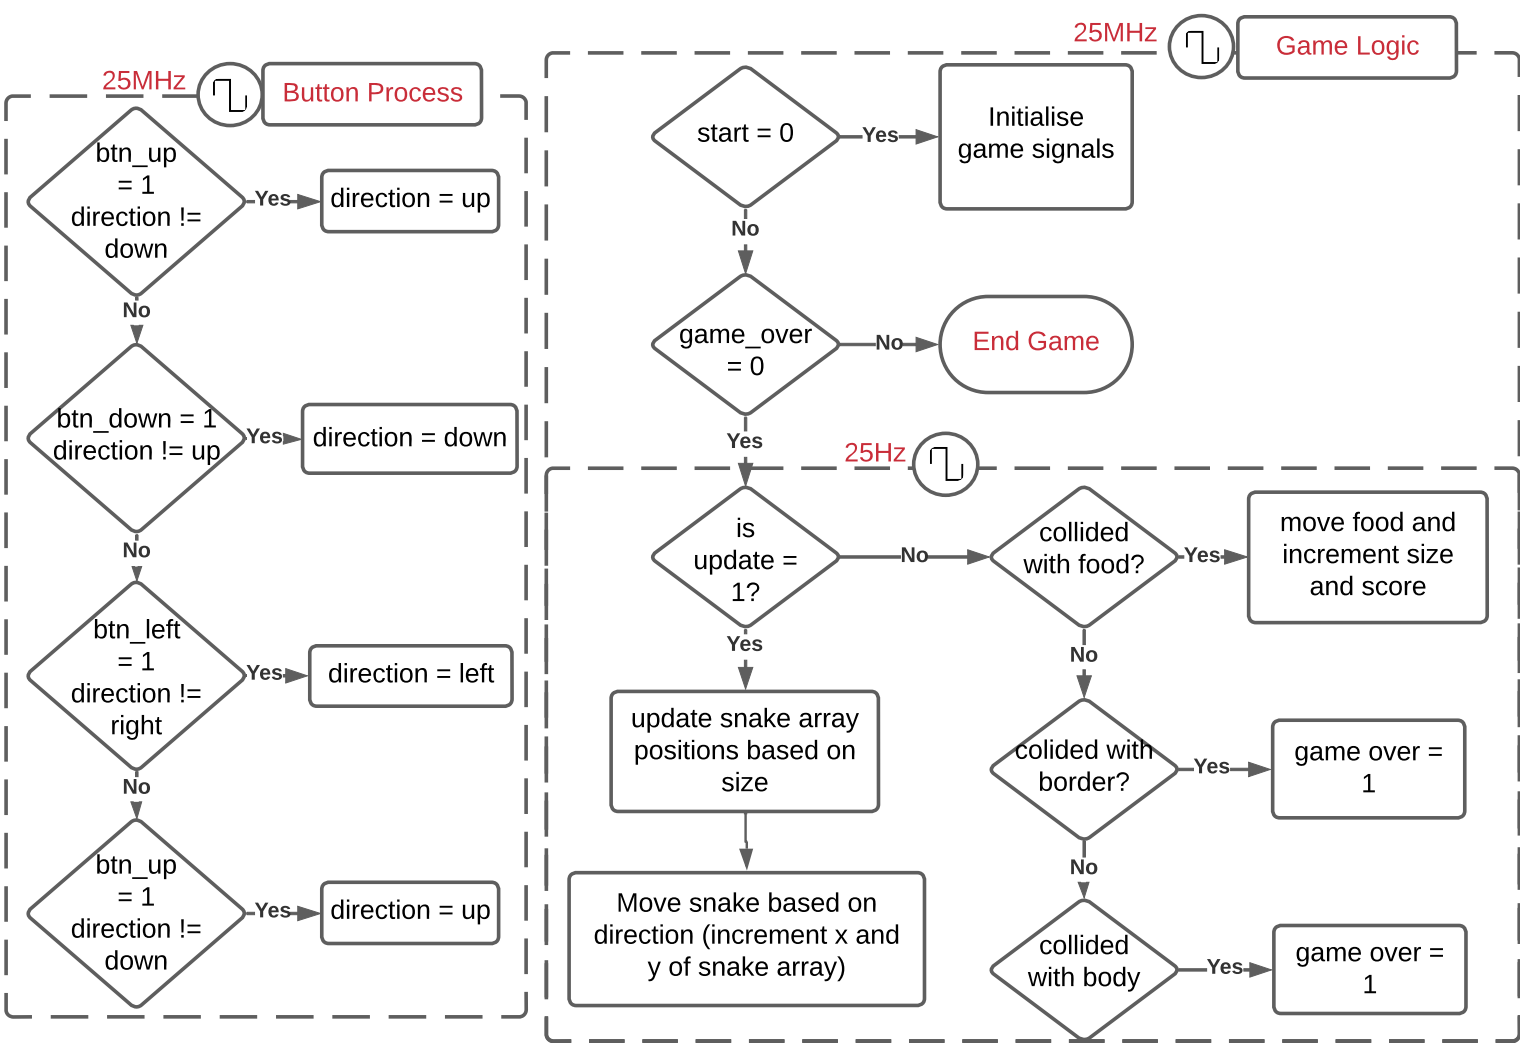 25MHz
Button Process
btn_up
= 1
direction !=
down
Yes
direction = up
No
btn_down = 1
direction != up
Yes
direction = down
No
btn_left
= 1
direction !=
right
Yes
direction = left
No
btn_up
= 1
direction !=
down
Yes
direction = up
25MHz
Game Logic
start = 0
Yes
Initialise
game signals
No
game_over
= 0
No
End Game
Yes
25Hz
is
update =
1?
No
collided
with food?
Yes
move food and
increment size
and score
Yes
update snake array
positions based on
size
Move snake based on
direction (increment x and
y of snake array)
No
colided with
border?
Yes
game over =
1
No
collided
with body
Yes
game over =
1